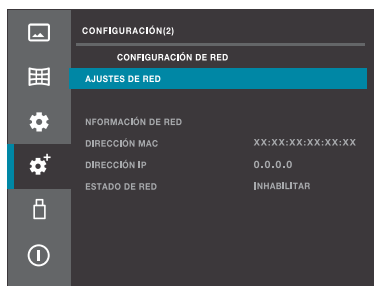 CONFIGURACIÓN(2)
CONFIGURACIÓN DE RED
AJUSTES DE RED
NFORMACIÓN DE RED
DIRECCIÓN MAC XX:XX:XX:XX:XX:XX
DIRECCIÓN IP 0.0.0.0
ESTADO DE RED INHABILITAR